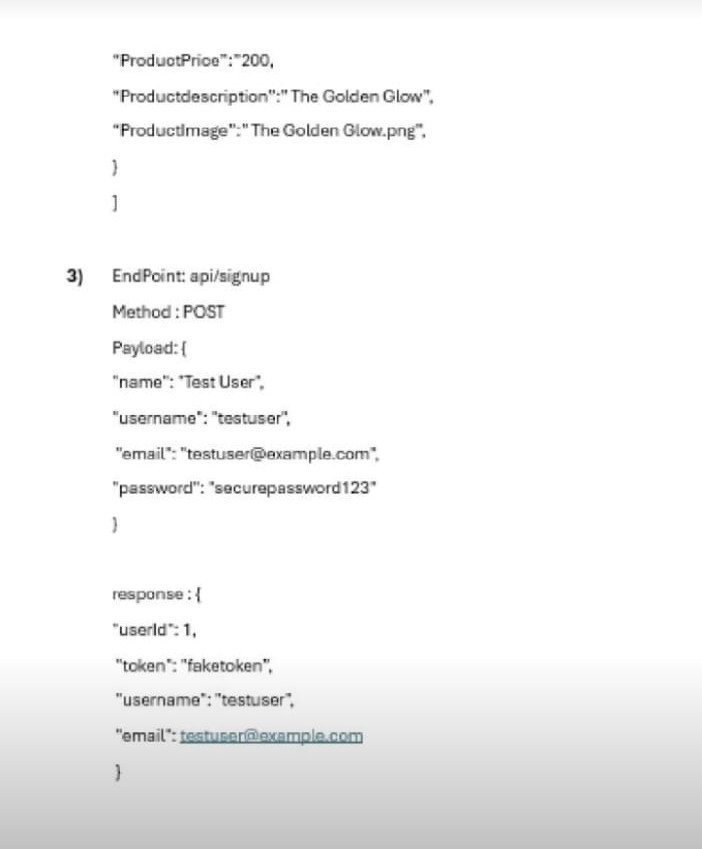 "ProductPrice":"200,
"Productdescription":" The Golden Glow",
"ProductImage":" The Golden Glow.png",
}
]
3) EndPoint: api/signup
Method : POST
Payload: {
"name": "Test User",
"username": "testuser",
"email": "testuser@example.com",
"password": "securepassword123"
}
response : {
"userId": 1,
"token": "faketoken",
"username": "testuser",
"email": testuser@example.com
}